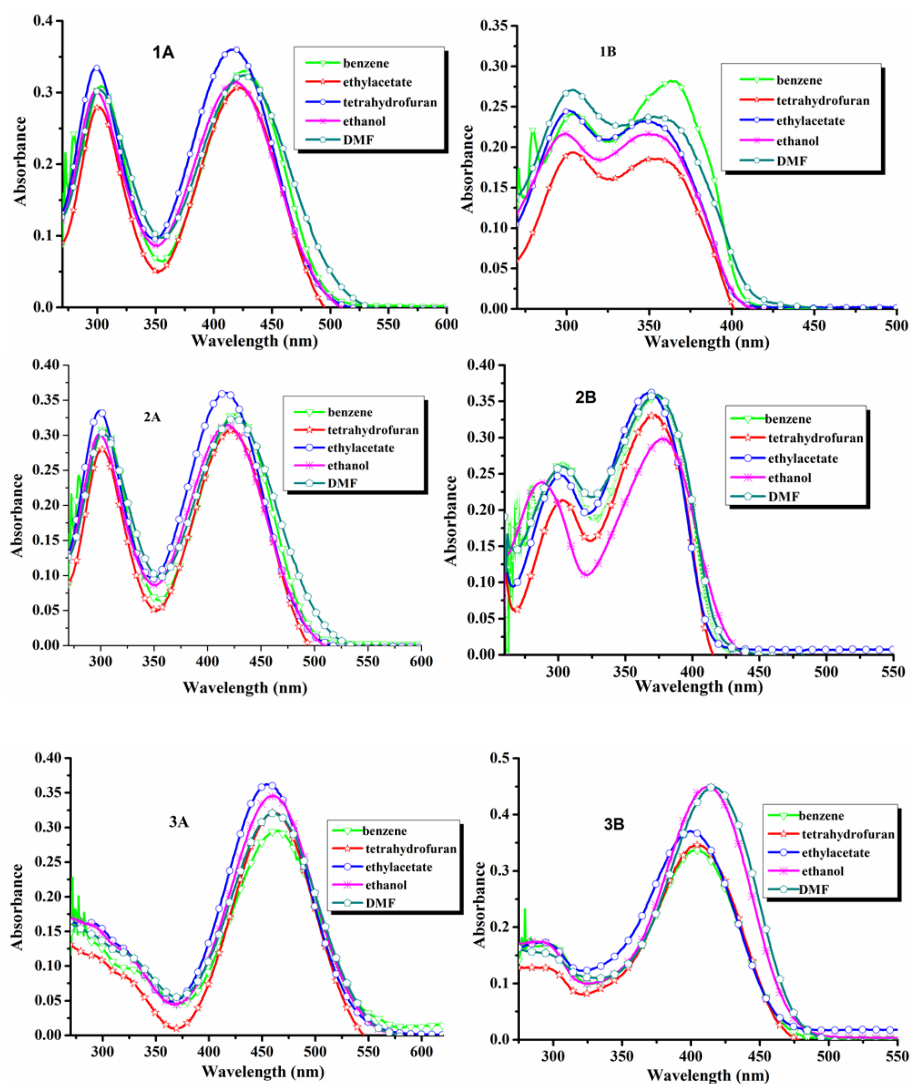 1A
benzene
ethylacetate
tetrahydrofuran
ethanol
DMF
Absorbance
0.4
0.3
0.2
0.1
0.0
300 350 400 450 500 550 600
Wavelength (nm)
1B
benzene
tetrahydrofuran
ethylacetate
ethanol
DMF
Absorbance
0.35
0.30
0.25
0.20
0.15
0.10
0.05
0.00
300 350 400 450 500
Wavelength (nm)
2A
benzene
tetrahydrofuran
ethylacetate
ethanol
DMF
Absorbance
0.40
0.35
0.30
0.25
0.20
0.15
0.10
0.05
0.00
300 350 400 450 500 550 600
Wavelength (nm)
2B
benzene
tetrahydrofuran
ethylacetate
ethanol
DMF
Absorbance
0.40
0.35
0.30
0.25
0.20
0.15
0.10
0.05
0.00
300 350 400 450 500 550
Wavelength (nm)
3A
benzene
tetrahydrofuran
ethylacetate
ethanol
DMF
Absorbance
0.40
0.35
0.30
0.25
0.20
0.15
0.10
0.05
0.00
300 350 400 450 500 550 600
Wavelength (nm)
3B
benzene
tetrahydrofuran
ethylacetate
ethanol
DMF
Absorbance
0.5
0.4
0.3
0.2
0.1
0.0
300 350 400 450 500 550
Wavelength (nm)